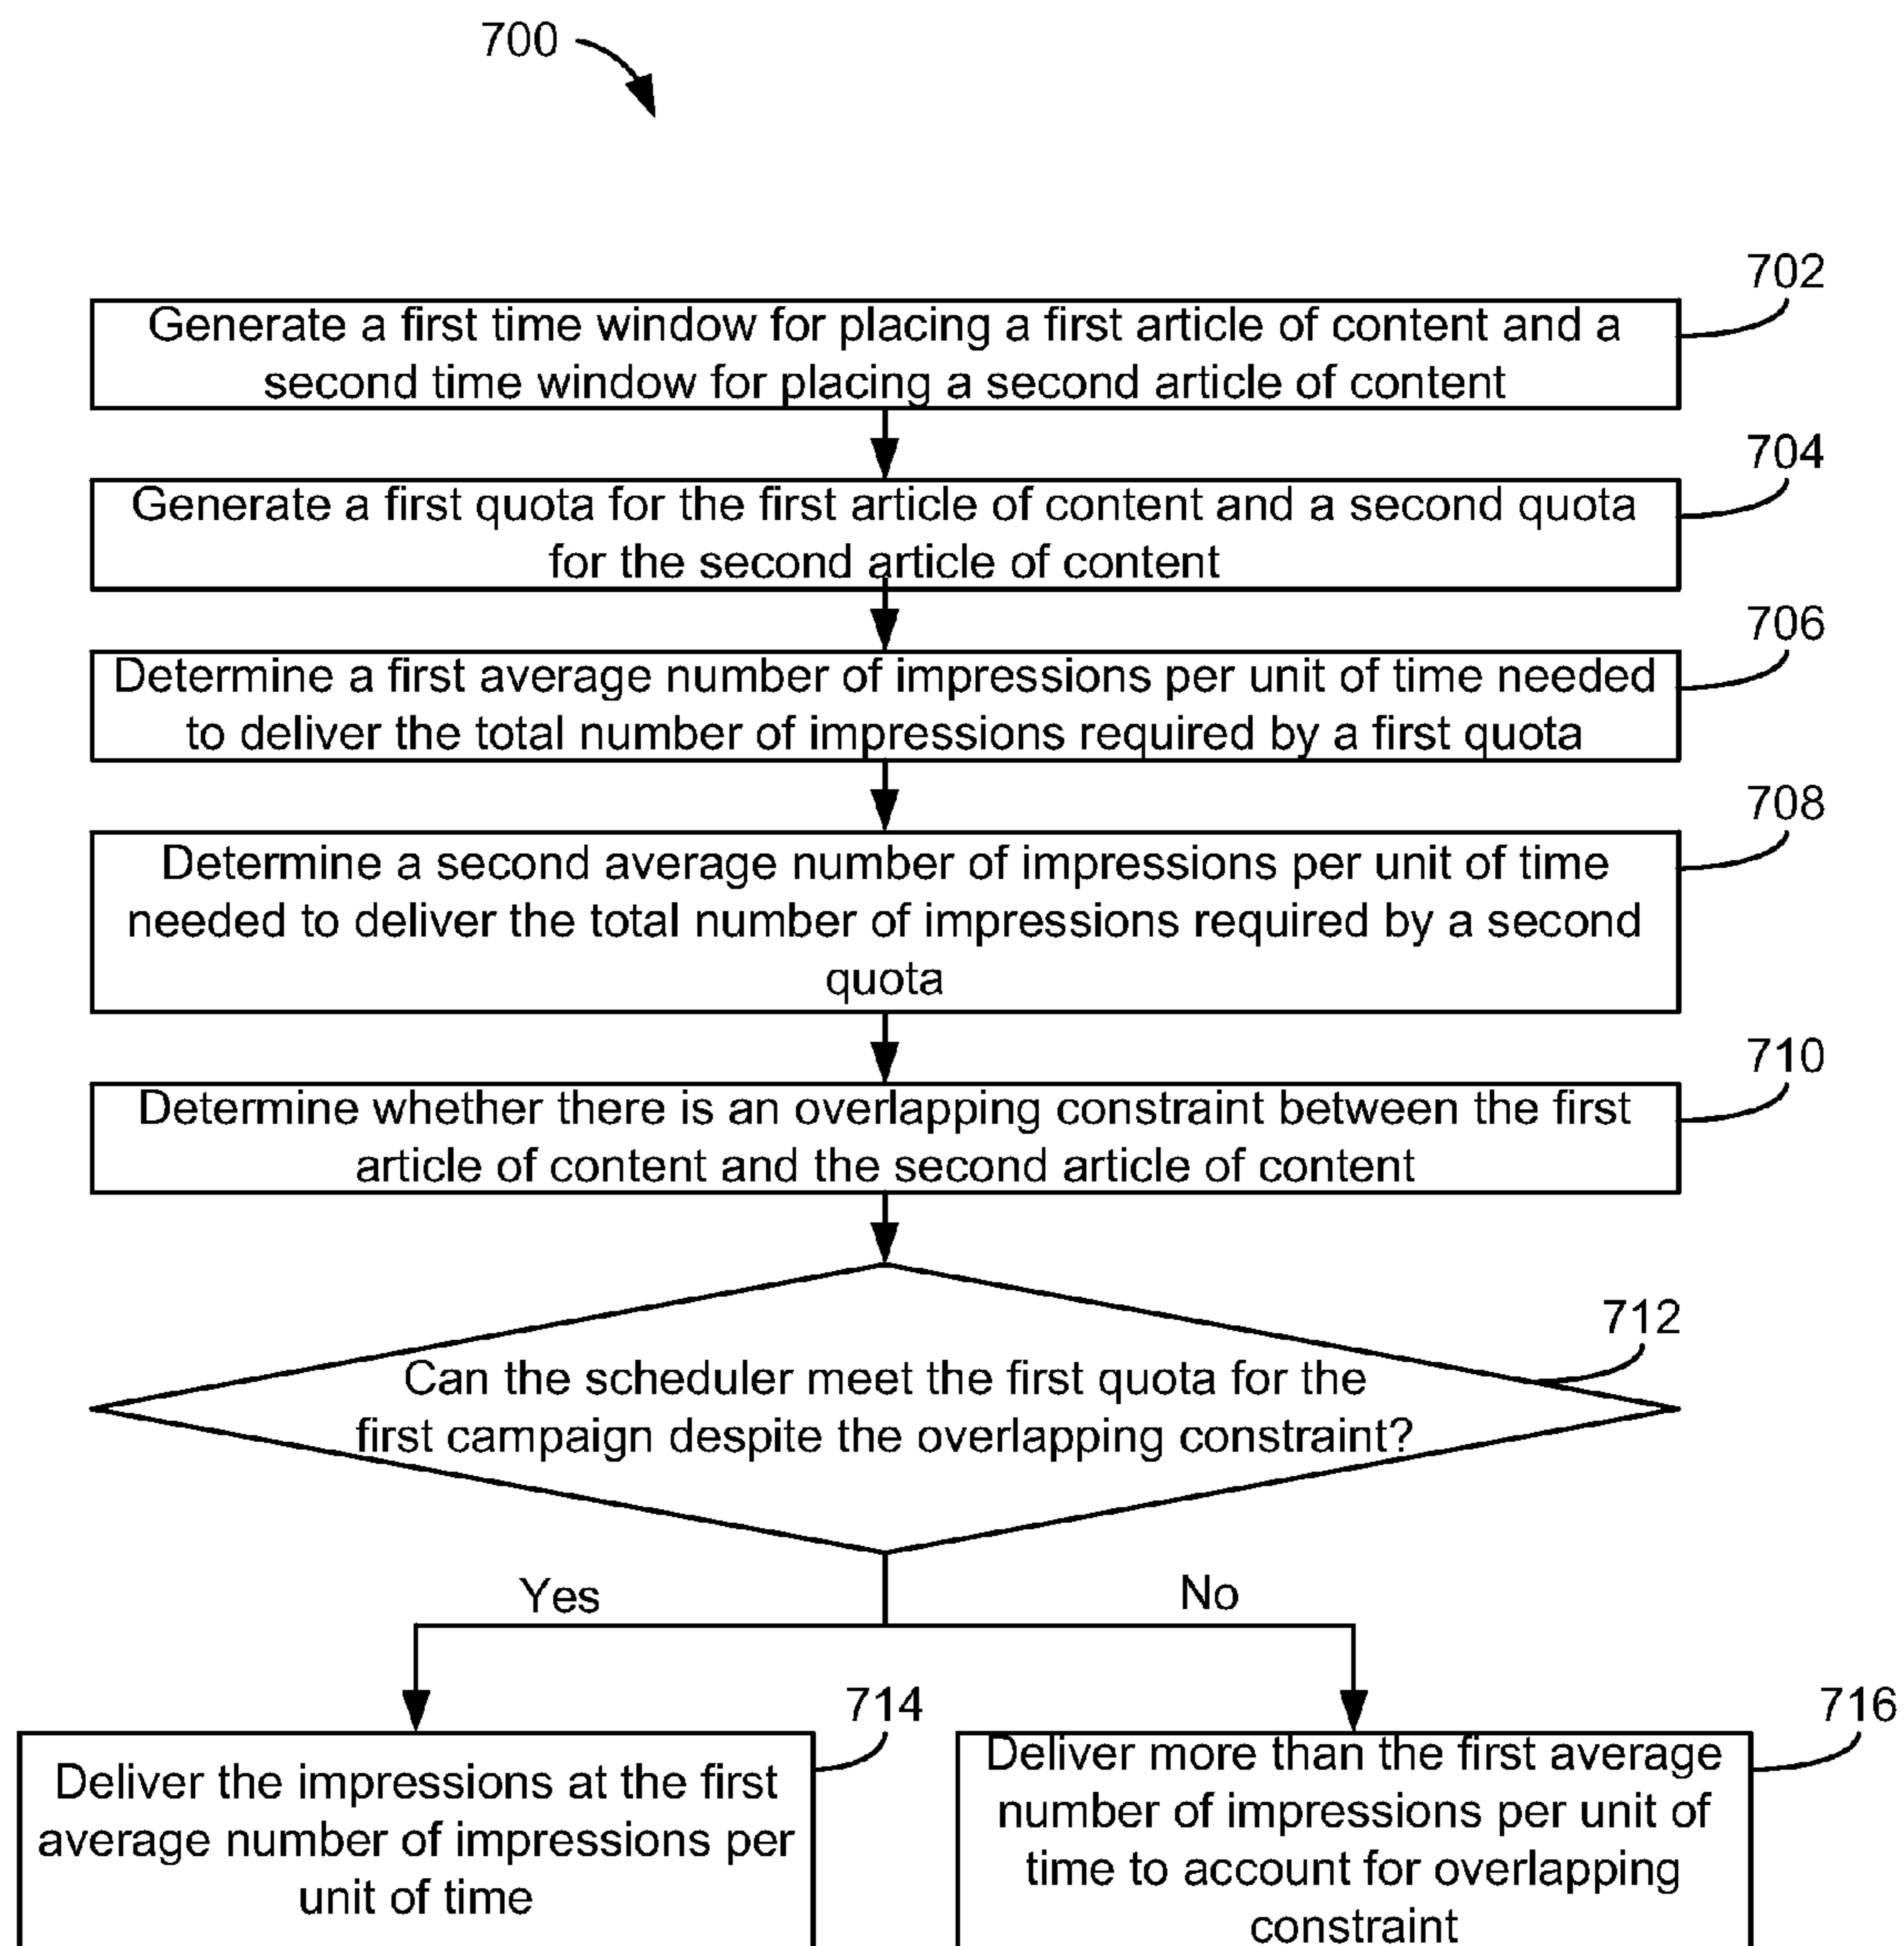 700
702
Generate a first time window for placing a first article of content and a
second time window for placing a second article of content
704
Generate a first quota for the first article of content and a second quota
for the second article of content
706
Determine a first average number of impressions per unit of time needed
to deliver the total number of impressions required by a first quota
708
Determine a second average number of impressions per unit of time
needed to deliver the total number of impressions required by a second
quota
710
Determine whether there is an overlapping constraint between the first
article of content and the second article of content
712
Can the scheduler meet the first quota for the
first campaign despite the overlapping constraint?
Yes
No
714
Deliver the impressions at the first
average number of impressions per
unit of time
716
Deliver more than the first average
number of impressions per unit of
time to account for overlapping
constraint